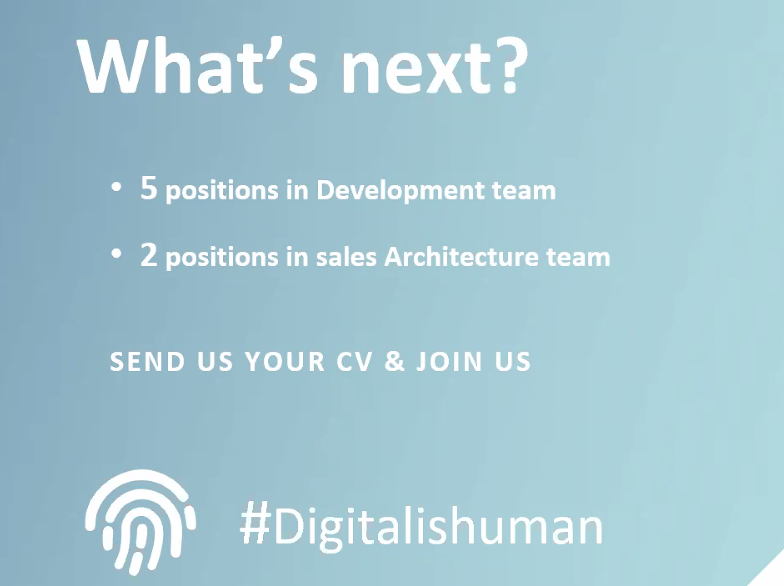 What’s next?
• 5 positions in Development team
• 2 positions in sales Architecture team
SEND US YOUR CV & JOIN US
#Digitalishuman